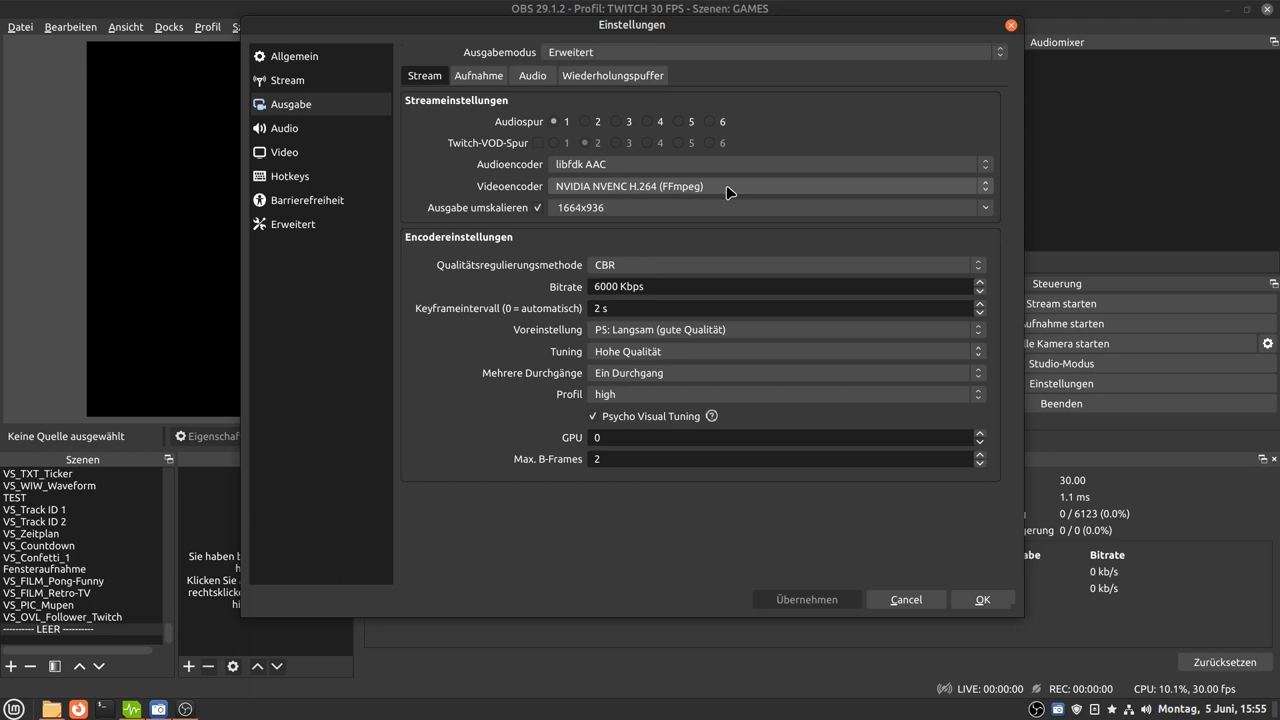 OBS 29.1.2 - Profil: TWITCH 30 FPS - Szenen: GAMES
Datei Bearbeiten Ansicht Docks Profil
Einstellungen
Allgemein
Stream
Ausgabe
Audio
Video
Hotkeys
Barrierefreiheit
Erweitert
Ausgabemodus Erweitert
Stream Aufnahme Audio Wiederholungspuffer
Streameinstellungen
Audiospur 1 2 3 4 5 6
Twitch-VOD-Spur 1 2 3 4 5 6
Audioencoder libfdk AAC
Videoencoder NVIDIA NVENC H.264 (FFmpeg)
Ausgabe umskalieren 1664x936
Encodereinstellungen
Qualitätsregulierungsmethode CBR
Bitrate 6000 Kbps
Keyframeintervall (0 = automatisch) 2 s
Voreinstellung P5: Langsam (gute Qualität)
Tuning Hohe Qualität
Mehrere Durchgänge Ein Durchgang
Profil high
Psycho Visual Tuning ?
GPU 0
Max. B-Frames 2
Übernehmen Cancel OK
Audiomixer
Steuerung
Stream starten
ufnahme starten
lle Kamera starten
Studio-Modus
Einstellungen
Beenden
Keine Quelle ausgewählt Eigenschaf
Szenen
VS_TXT_Ticker
VS_WIW_Waveform
TEST
VS_Track ID 1
VS_Track ID 2
VS_Zeitplan
VS_Countdown
VS_Confetti_1
Fensteraufnahme
VS_FILM_Pong-Funny
VS_FILM_Retro-TV
VS_PIC_Mupen
VS_OVL_Follower_Twitch
---------- LEER ----------
Sie haben b
Klicken Sie
rechtsklick
hi
30.00
1.1 ms
0 / 6123 (0.0%)
gerung 0 / 0 (0.0%)
abe Bitrate
0 kb/s
0 kb/s
Zurücksetzen
LIVE: 00:00:00 REC: 00:00:00 CPU: 10.1%, 30.00 fps
Montag, 5 Juni, 15:55